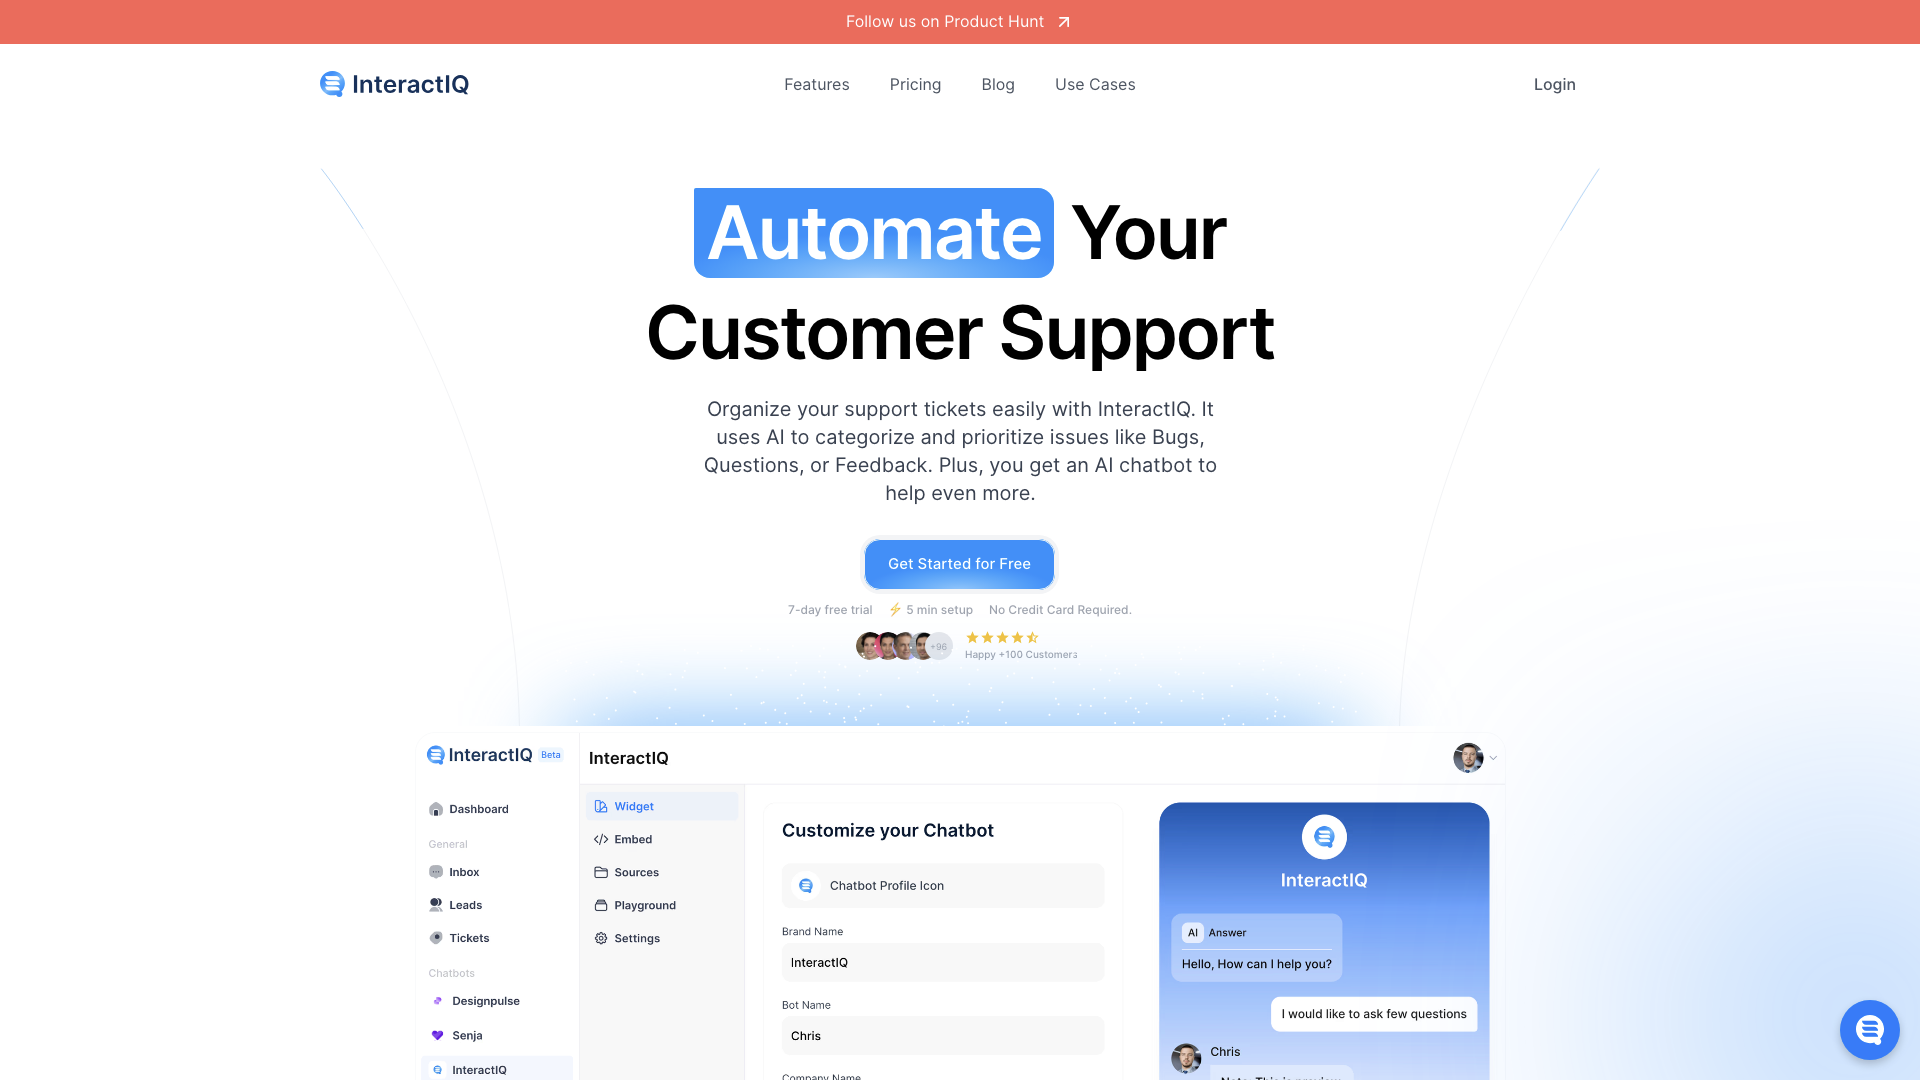 Follow us on Product Hunt
InteractIQ
Features
Pricing
Blog
Use Cases
Login
Automate Your
Customer Support
Organize your support tickets easily with InteractIQ. It
uses AI to categorize and prioritize issues like Bugs,
Questions, or Feedback. Plus, you get an AI chatbot to
help even more.
Get Started for Free
7-day free trial
⚡ 5 min setup
No Credit Card Required.
+96
Happy +100 Customers
InteractIQ Beta
Dashboard
General
Inbox
Leads
Tickets
Chatbots
Designpulse
Senja
InteractIQ
InteractIQ
Widget
Embed
Sources
Playground
Settings
Customize your Chatbot
Chatbot Profile Icon
Brand Name
InteractIQ
Bot Name
Chris
Company Name
InteractIQ
AI Answer
Hello, How can I help you?
I would like to ask few questions
Chris